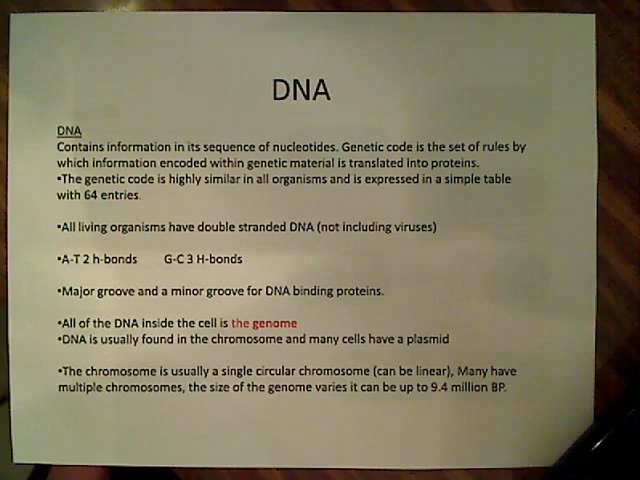 DNA
DNA
Contains information in its sequence of nucleotides. Genetic code is the set of rules by
which information encoded within genetic material is translated into proteins.
•The genetic code is highly similar in all organisms and is expressed in a simple table
with 64 entries.
•All living organisms have double stranded DNA (not including viruses)
•A-T 2 h-bonds G-C 3 H-bonds
•Major groove and a minor groove for DNA binding proteins.
•All of the DNA inside the cell is the genome
•DNA is usually found in the chromosome and many cells have a plasmid
•The chromosome is usually a single circular chromosome (can be linear), Many have
multiple chromosomes, the size of the genome varies it can be up to 9.4 million BP.